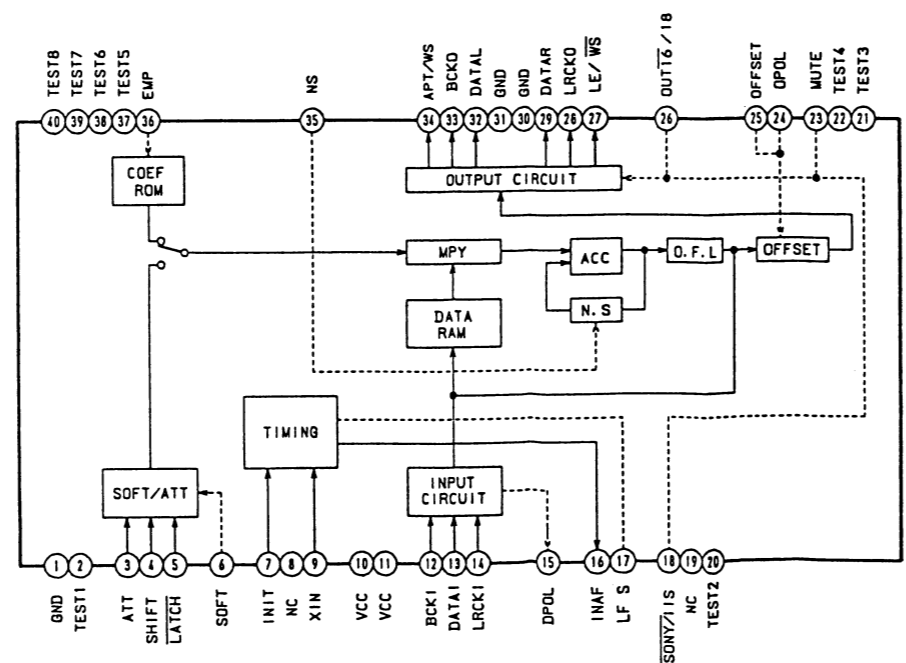 TEST8
TEST7
TEST6
TEST5
EMP
NS
APT/WS
BCKO
DATAL
GND
GND
DATAR
LRCKO
LE/WS
OUT16/18
OFFSET
OPOL
MUTE
TEST4
TEST3
40 39 38 37 36 35 34 33 32 31 30 29 28 27 26 25 24 23 22 21
COEF
ROM
OUTPUT CIRCUIT
MPY
ACC
O.F.L
OFFSET
DATA
RAM
N.S
TIMING
SOFT/ATT
INPUT
CIRCUIT
1 2 3 4 5 6 7 8 9 10 11 12 13 14 15 16 17 18 19 20
GND
TEST1
ATT
SHIFT
LATCH
SOFT
INIT
NC
XIN
VCC
VCC
BCKI
DATAI
LRCKI
DPOL
INAF
LFS
SONY/IIS
NC
TEST2